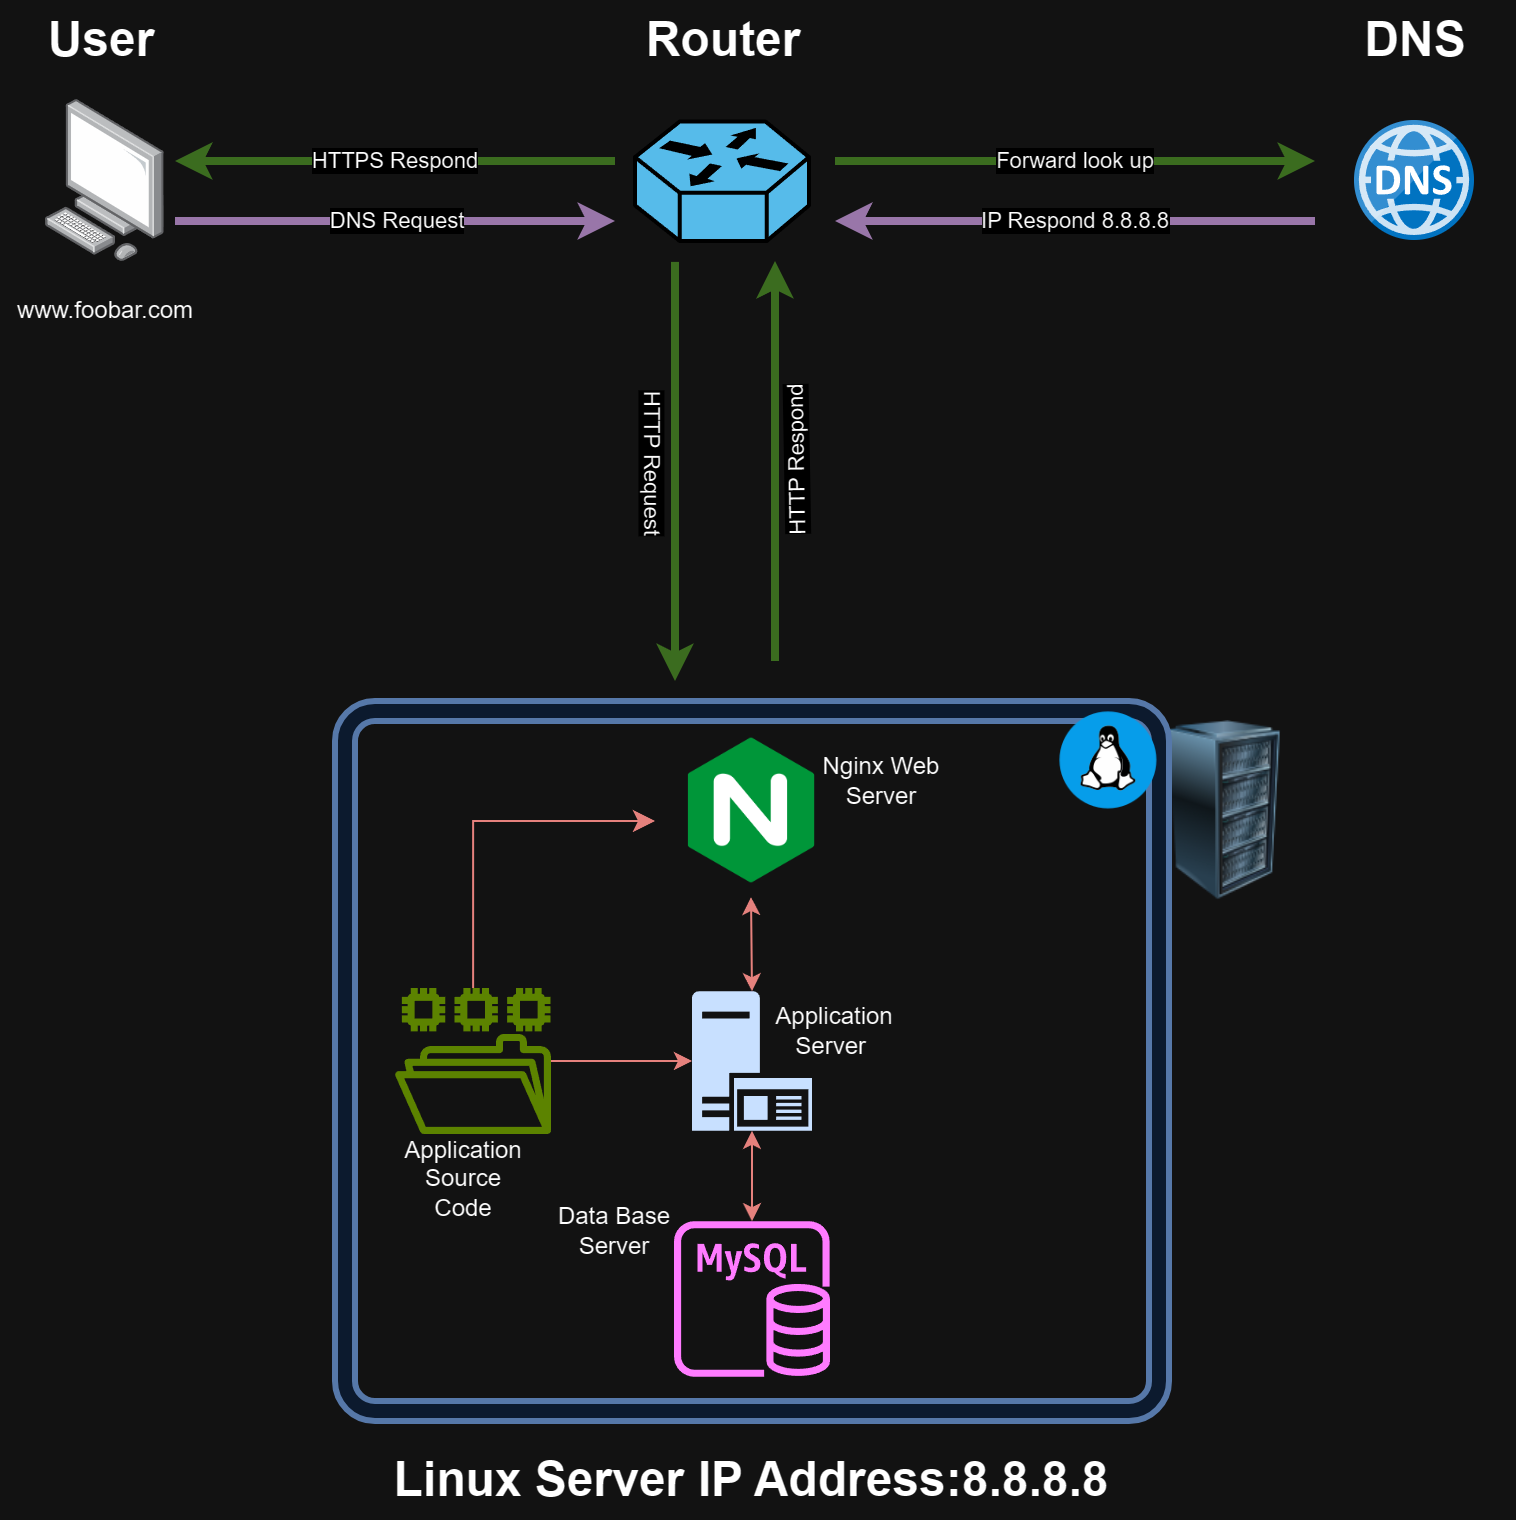 User
Router
DNS
HTTPS Respond
Forward look up
DNS
DNS Request
IP Respond 8.8.8.8
www.foobar.com
HTTP Request
HTTP Respond
N
Nginx Web
Server
Application
Server
Application
Source
Code
Data Base
Server
MySQL
Linux Server IP Address:8.8.8.8